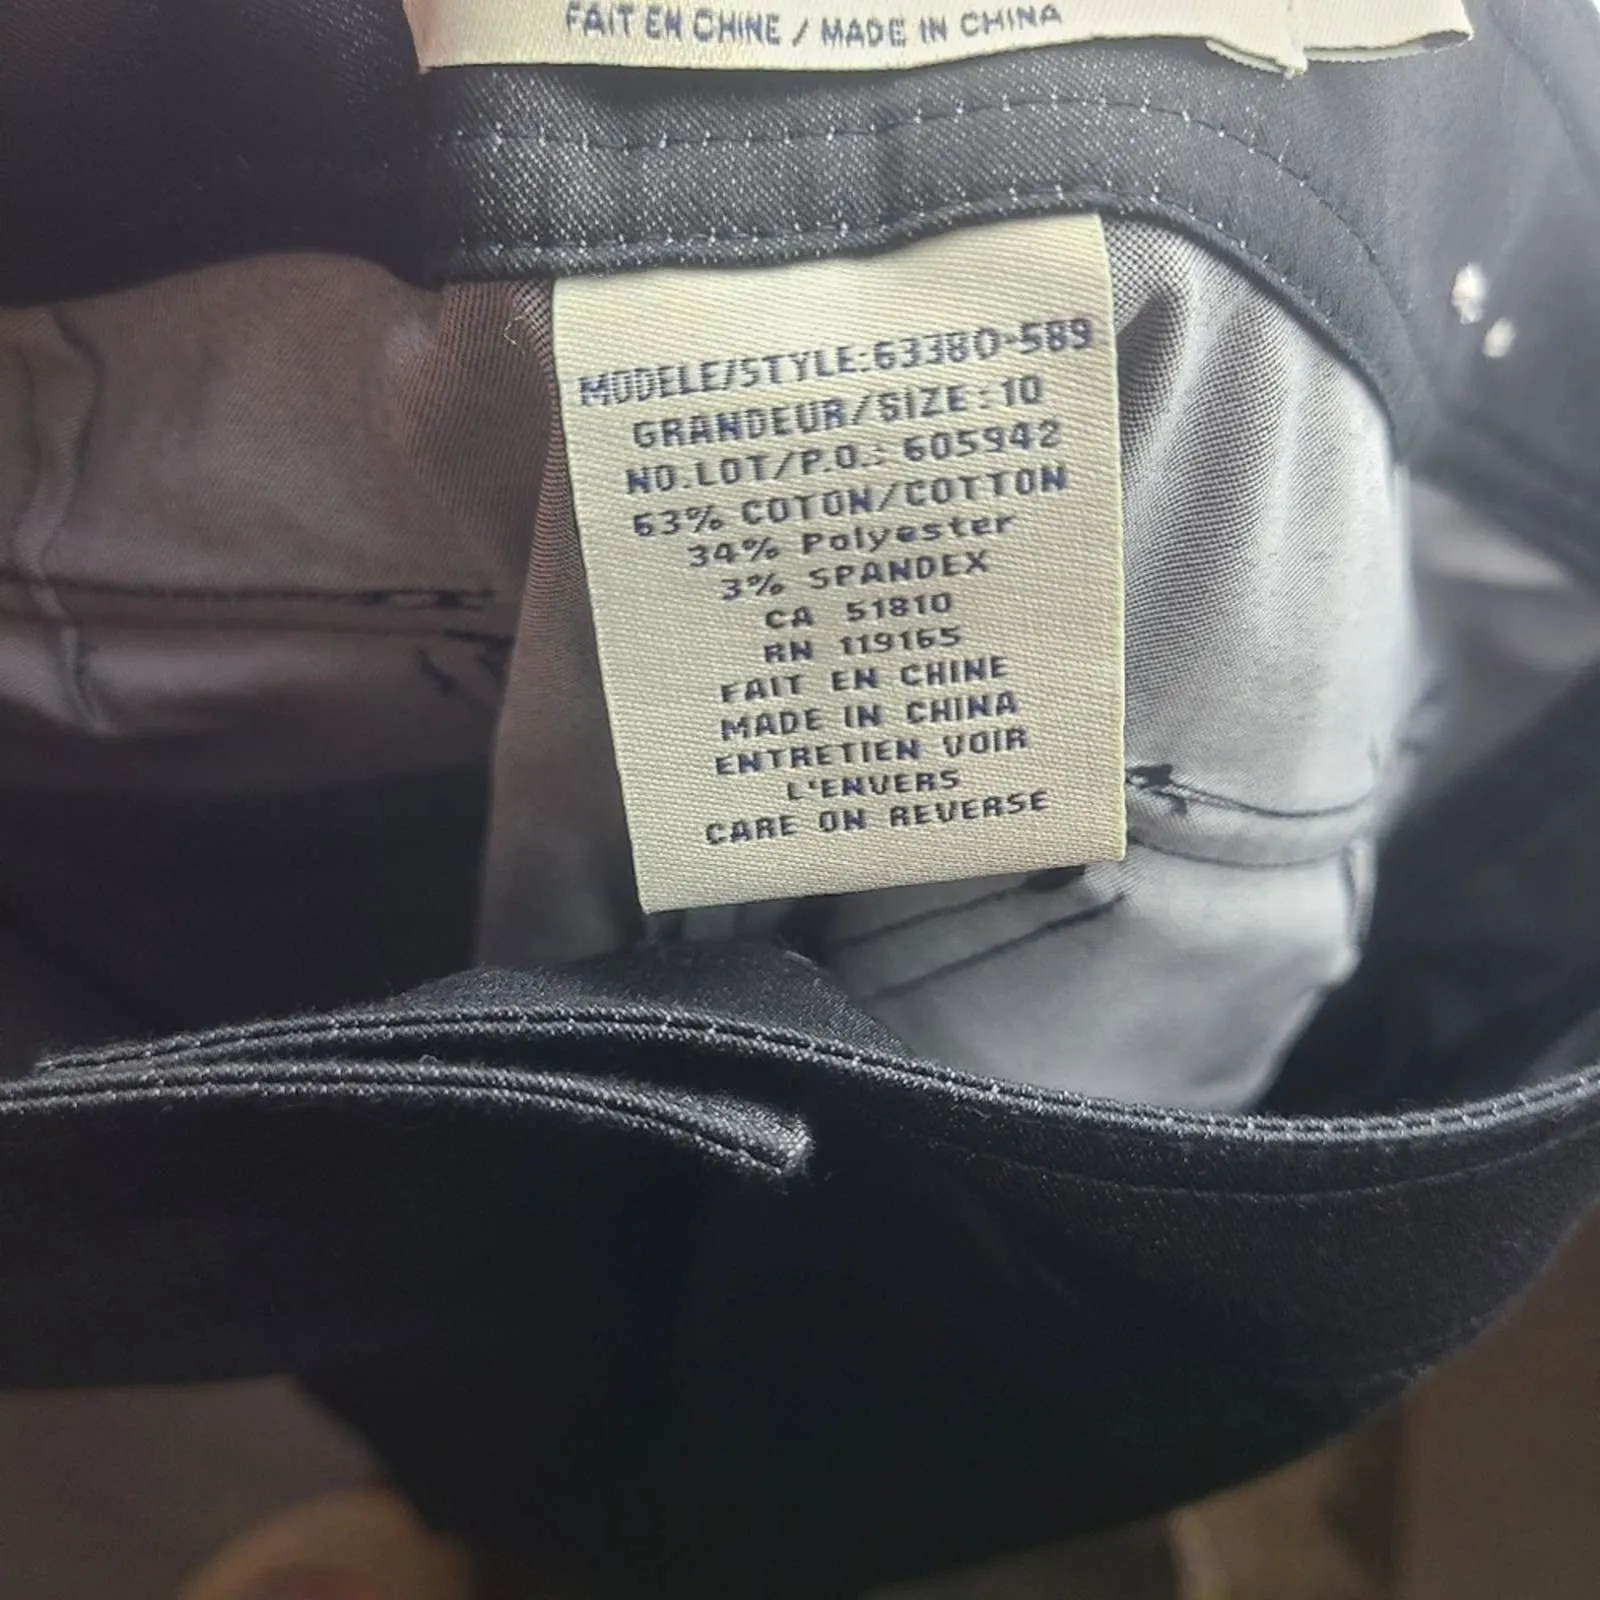 FAIT EN CHINE / MADE IN CHINA
MODELE/STYLE:63380-589
GRANDEUR/SIZE:10
NO.LOT/P.O.: 605942
63% COTON/COTTON
34% Polyester
3% SPANDEX
CA 51810
RN 119165
FAIT EN CHINE
MADE IN CHINA
ENTRETIEN VOIR
L'ENVERS
CARE ON REVERSE